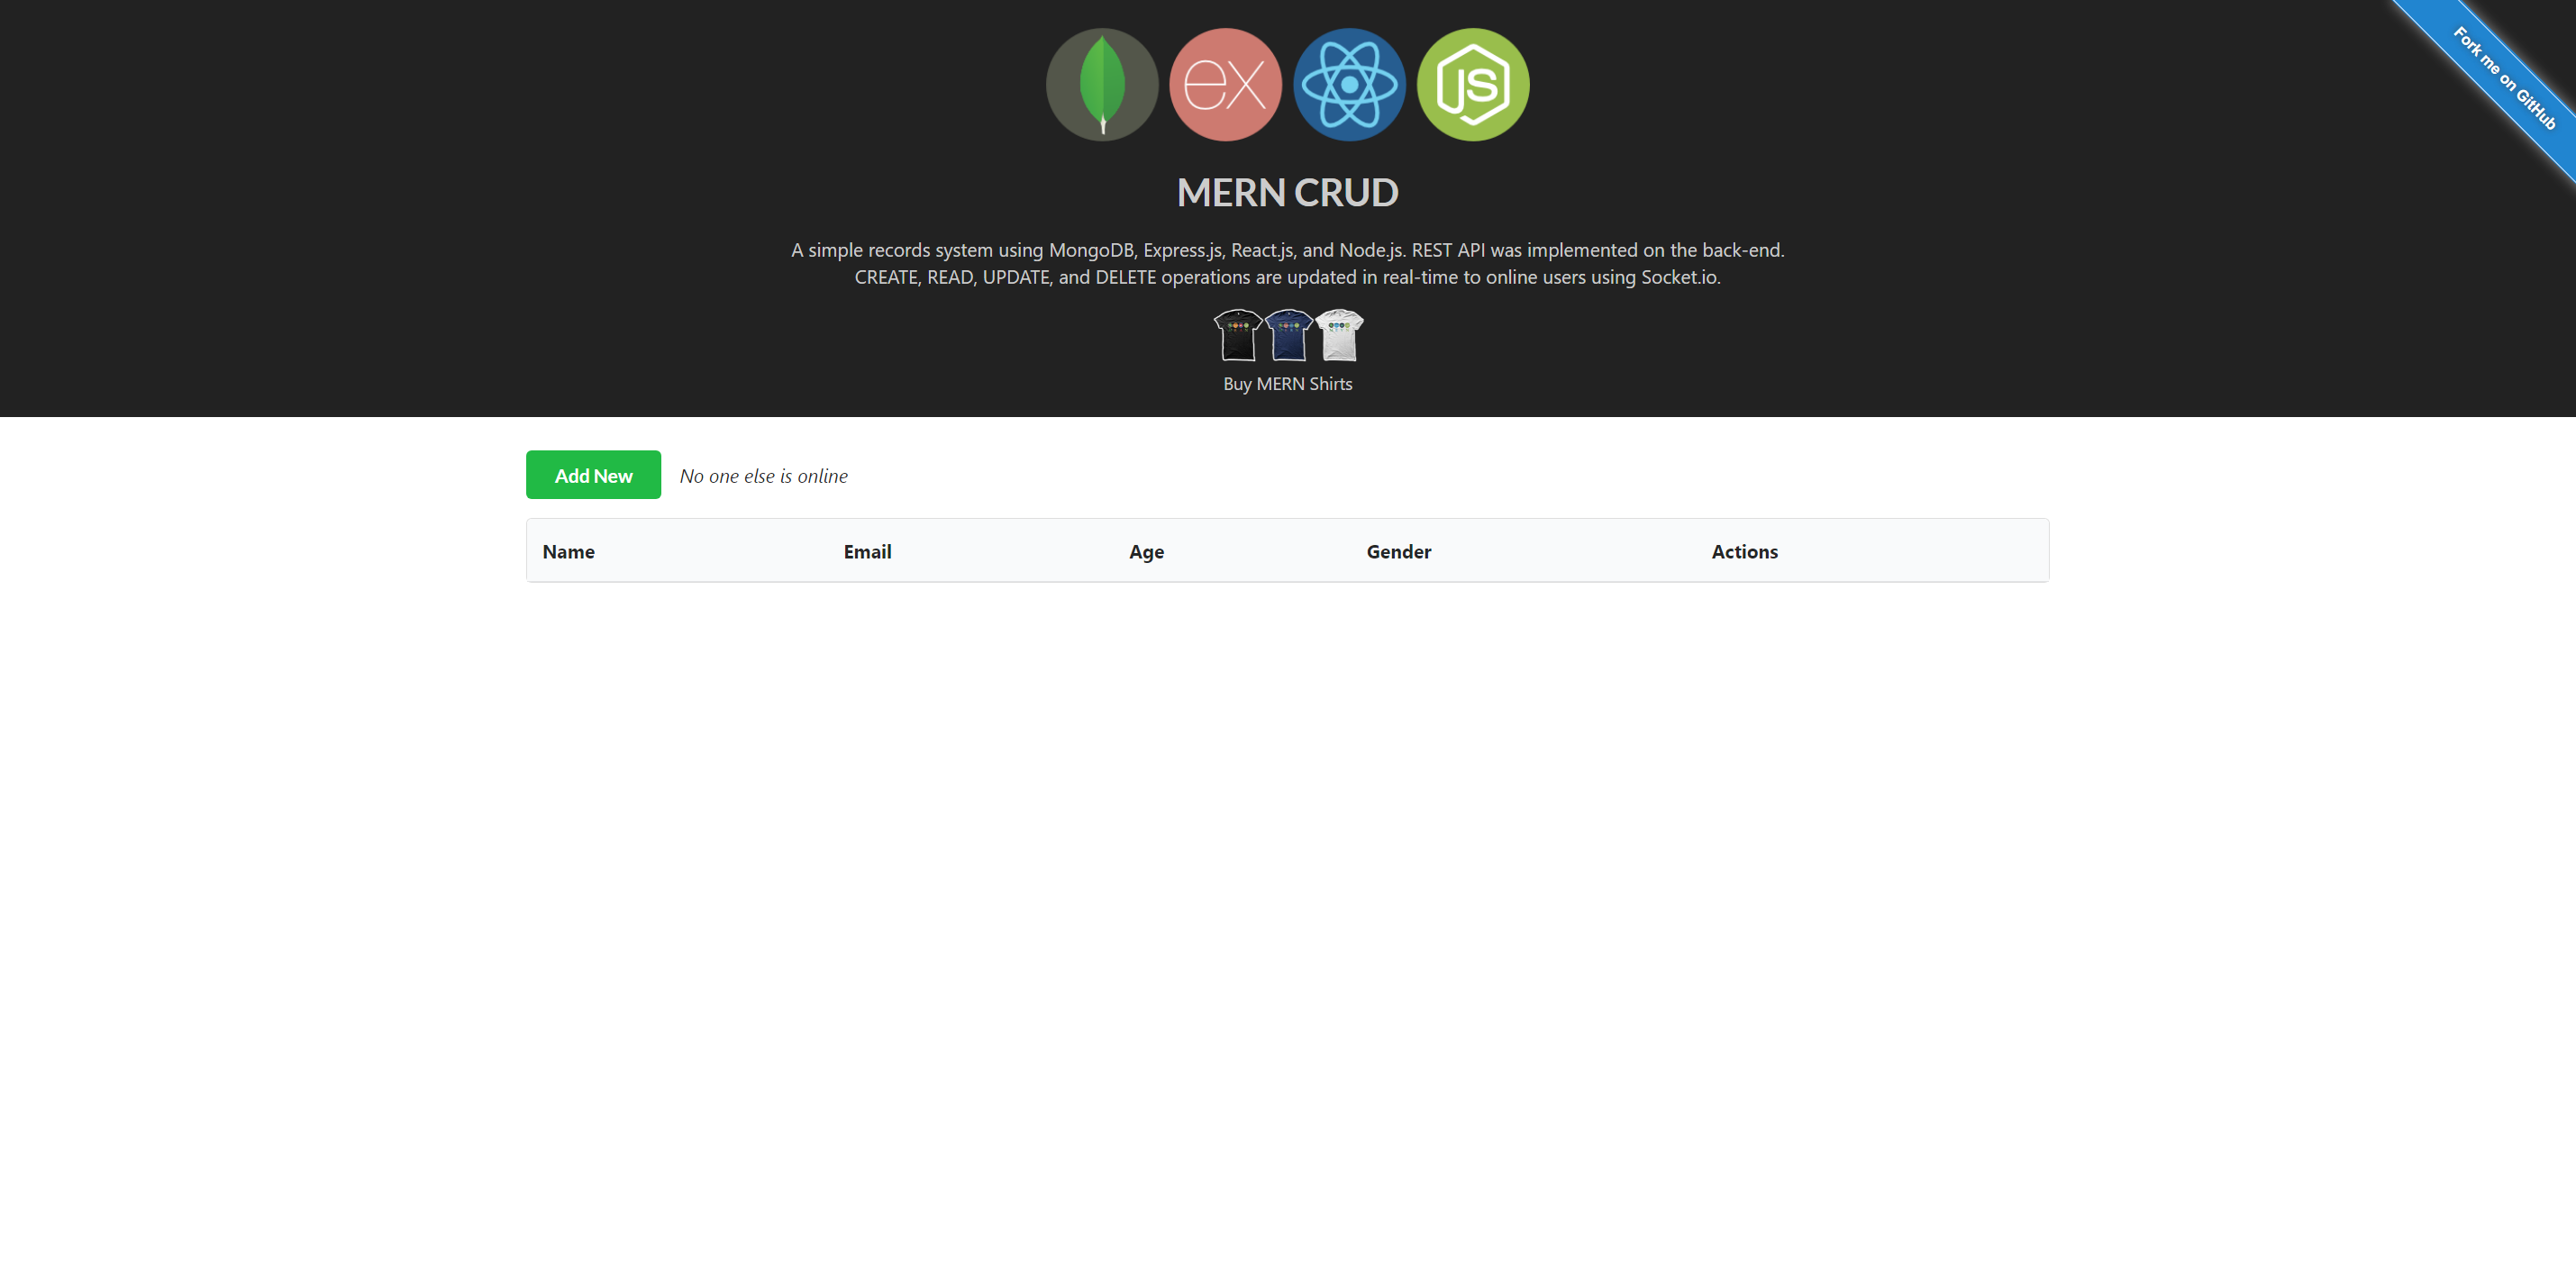 Fork me on GitHub
ex
JS
MERN CRUD
A simple records system using MongoDB, Express.js, React.js, and Node.js. REST API was implemented on the back-end.
CREATE, READ, UPDATE, and DELETE operations are updated in real-time to online users using Socket.io.
Buy MERN Shirts
Add New No one else is online
Name Email Age Gender Actions